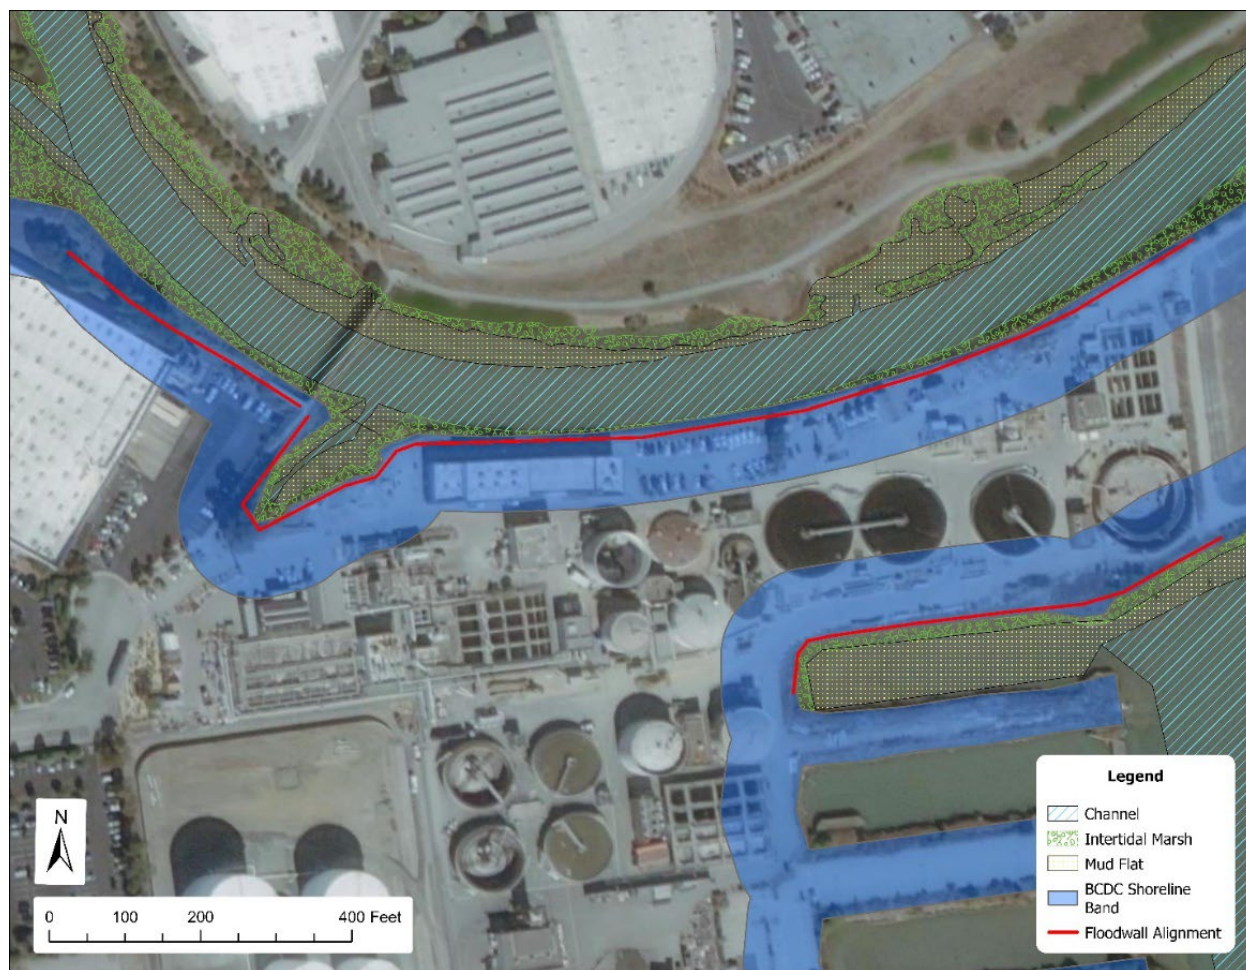 Legend
Channel
Intertidal Marsh
Mud Flat
BCDC Shoreline
Band
Floodwall Alignment
N
0 100 200 400 Feet